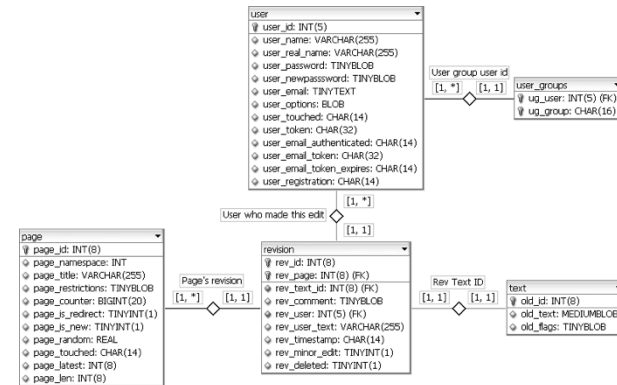 user
user_id: INT(5)
user_name: VARCHAR(255)
user_real_name: VARCHAR(255)
user_password: TINYBLOB
user_newpasssword: TINYBLOB
user_email: TINYTEXT
user_options: BLOB
user_touched: CHAR(14)
user_token: CHAR(32)
user_email_authenticated: CHAR(14)
user_email_token: CHAR(32)
user_email_token_expires: CHAR(14)
user_registration: CHAR(14)
User group user id
[1, *] [1, 1]
user_groups
ug_user: INT(5) (FK)
ug_group: CHAR(16)
[1, *]
User who made this edit
[1, 1]
page
page_id: INT(8)
page_namespace: INT
page_title: VARCHAR(255)
page_restrictions: TINYBLOB
page_counter: BIGINT(20)
page_is_redirect: TINYINT(1)
page_is_new: TINYINT(1)
page_random: REAL
page_touched: CHAR(14)
page_latest: INT(8)
page_len: INT(8)
Page's revision
[1, *] [1, 1]
revision
rev_id: INT(8)
rev_page: INT(8) (FK)
rev_text_id: INT(8) (FK)
rev_comment: TINYBLOB
rev_user: INT(5) (FK)
rev_user_text: VARCHAR(255)
rev_timestamp: CHAR(14)
rev_minor_edit: TINYINT(1)
rev_deleted: TINYINT(1)
Rev Text ID
[1, 1] [1, 1]
text
old_id: INT(8)
old_text: MEDIUMBLOB
old_flags: TINYBLOB